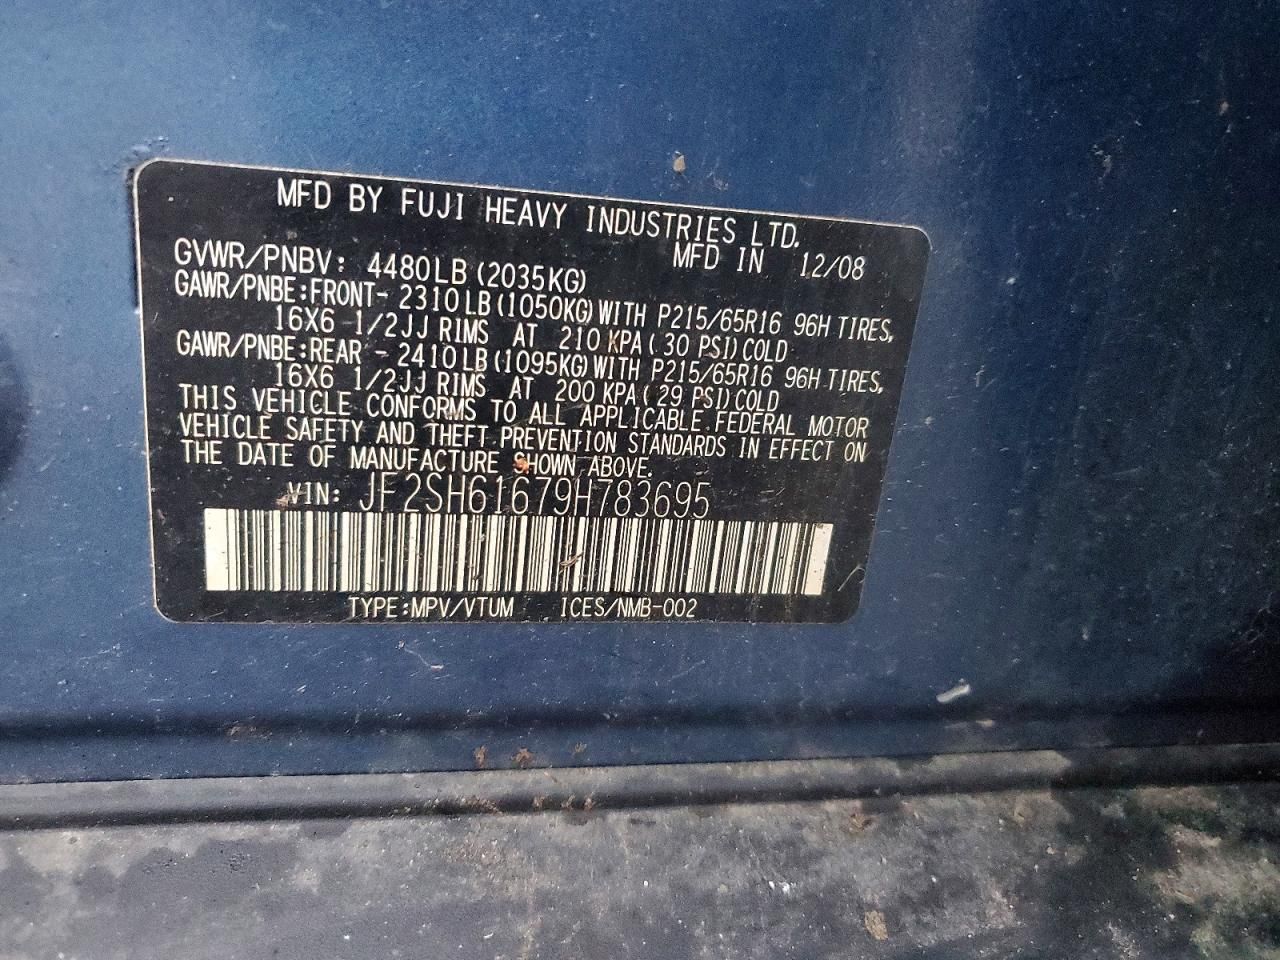 MFD BY FUJI HEAVY INDUSTRIES LTD.
MFD IN 12/08
GVWR/PNBV: 4480LB(2035KG)
GAWR/PNBE:FRONT- 2310LB(1050KG)WITH P215/65R16 96H TIRES,
16X6 1/2JJ RIMS AT 210 KPA(30 PSI)COLD
GAWR/PNBE:REAR - 2410LB(1095KG)WITH P215/65R16 96H TIRES,
16X6 1/2JJ RIMS AT 200 KPA(29 PSI)COLD
THIS VEHICLE CONFORMS TO ALL APPLICABLE FEDERAL MOTOR
VEHICLE SAFETY AND THEFT PREVENTION STANDARDS IN EFFECT ON
THE DATE OF MANUFACTURE SHOWN ABOVE.
VIN: JF2SH61679H783695
TYPE:MPV/VTUM ICES/NMB-002